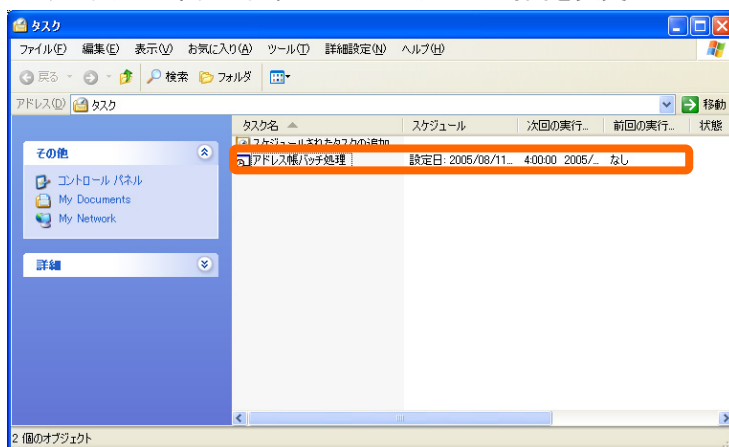 タスク
ファイル(F) 編集(E) 表示(V) お気に入り(A) ツール(T) 詳細設定(N) ヘルプ(H)
戻る 検索 フォルダ
アドレス(D) タスク 移動
タスク名 スケジュール 次回の実行... 前回の実行... 状態
スケジュールされたタスクの追加
アドレス帳バッチ処理 設定日: 2005/08/11... 4:00:00 2005/... なし
その他
コントロール パネル
My Documents
My Network
詳細
2 個のオブジェクト